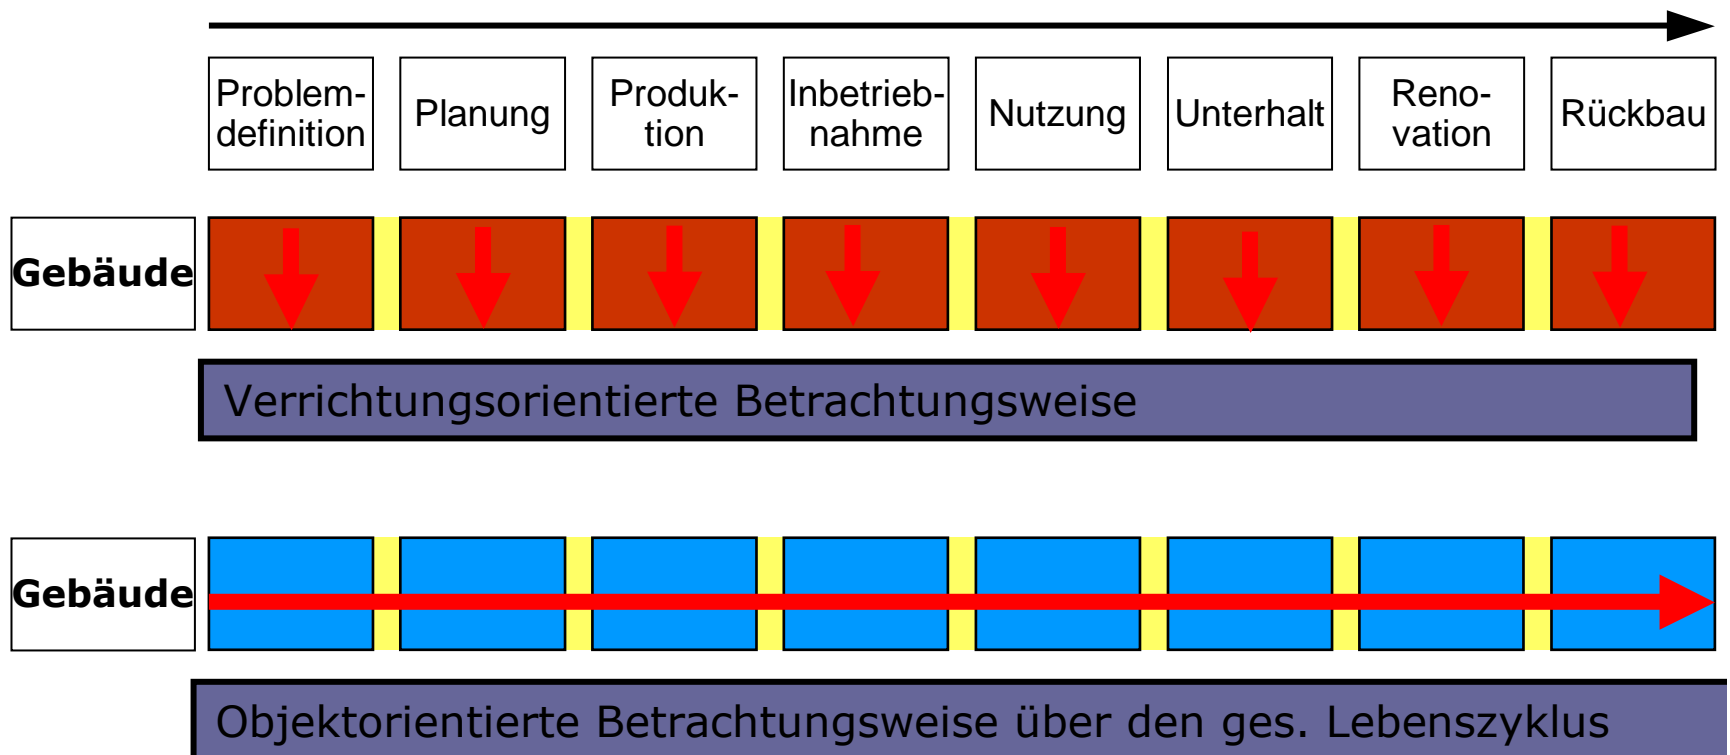 Problem-
definition
Planung
Produk-
tion
Inbetrieb-
nahme
Nutzung
Unterhalt
Reno-
vation
Rückbau
Gebäude
Verrichtungsorientierte Betrachtungsweise
Gebäude
Objektorientierte Betrachtungsweise über den ges. Lebenszyklus